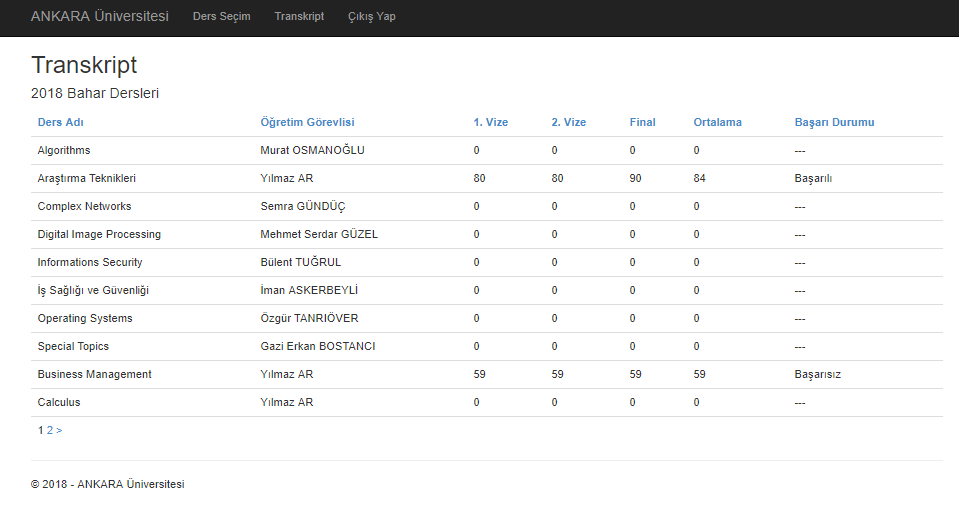 ANKARA Üniversitesi Ders Seçim Transkript Çıkış Yap
Transkript
2018 Bahar Dersleri
Ders Adı Öğretim Görevlisi 1. Vize 2. Vize Final Ortalama Başarı Durumu
Algorithms Murat OSMANOĞLU 0 0 0 0 ---
Araştırma Teknikleri Yılmaz AR 80 80 90 84 Başarılı
Complex Networks Semra GÜNDÜÇ 0 0 0 0 ---
Digital Image Processing Mehmet Serdar GÜZEL 0 0 0 0 ---
Informations Security Bülent TUĞRUL 0 0 0 0 ---
İş Sağlığı ve Güvenliği İman ASKERBEYLİ 0 0 0 0 ---
Operating Systems Özgür TANRIÖVER 0 0 0 0 ---
Special Topics Gazi Erkan BOSTANCI 0 0 0 0 ---
Business Management Yılmaz AR 59 59 59 59 Başarısız
Calculus Yılmaz AR 0 0 0 0 ---
1 2 >
© 2018 - ANKARA Üniversitesi